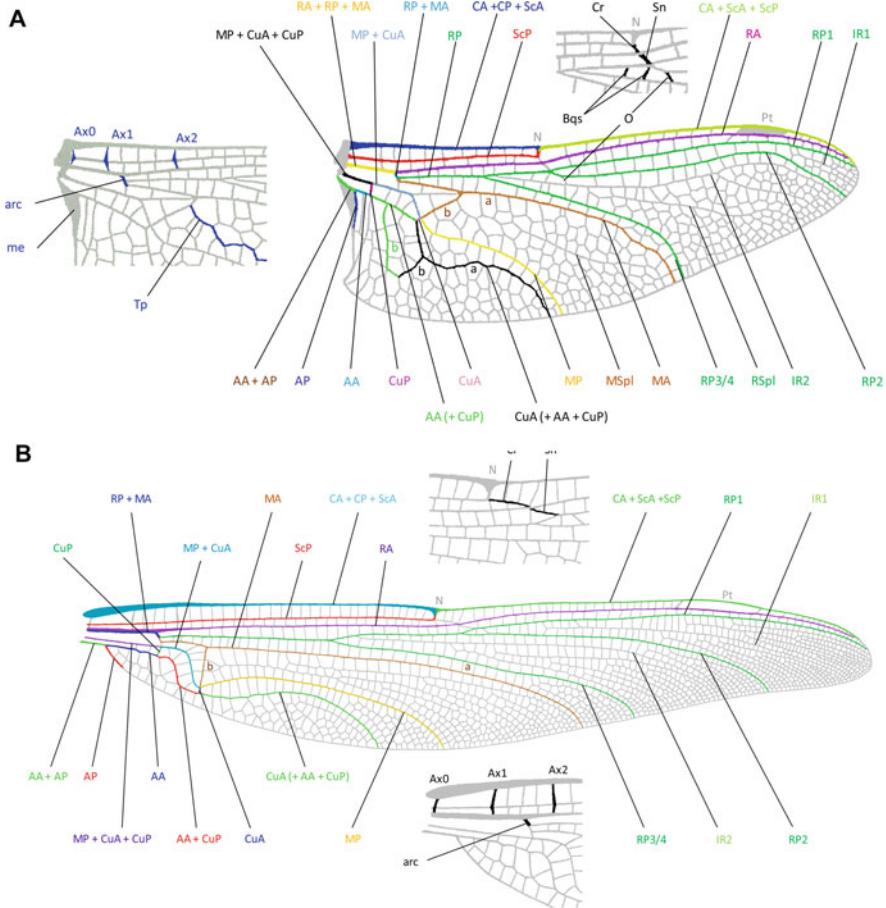 A
RA + RP + MA
RP + MA
CA +CP + ScA
Cr
Sn
CA + ScA + ScP
MP + CuA + CuP
MP + CuA
RP
ScP
N
RA
RP1
IR1
Bqs
O
Pt
N
Ax0
Ax1
Ax2
arc
me
Tp
a
b
b
b
a
AA + AP
AP
AA
CuP
CuA
MP
MSpl
MA
RP3/4
RSpl
IR2
RP2
AA (+ CuP)
CuA (+ AA + CuP)
B
Cr
Sn
N
RP + MA
MA
CA + CP + ScA
CA + ScA +ScP
RP1
IR1
CuP
MP + CuA
ScP
RA
N
Pt
b
a
AA + AP
AP
AA
CuA (+ AA + CuP)
Ax0
Ax1
Ax2
MP + CuA + CuP
AA + CuP
CuA
MP
arc
RP3/4
IR2
RP2